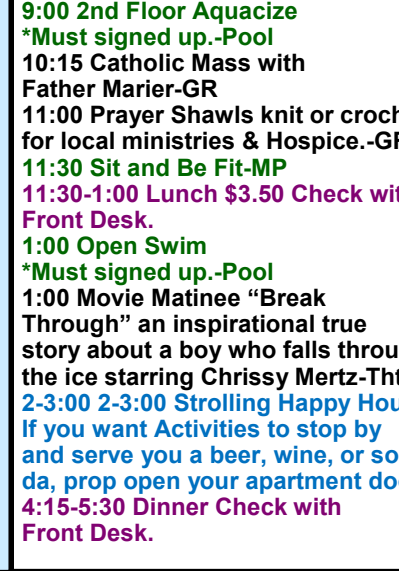 9:00 2nd Floor Aquacize
*Must signed up.-Pool
10:15 Catholic Mass with
Father Marier-GR
11:00 Prayer Shawls knit or croch
for local ministries & Hospice.-GR
11:30 Sit and Be Fit-MP
11:30-1:00 Lunch $3.50 Check wit
Front Desk.
1:00 Open Swim
*Must signed up.-Pool
1:00 Movie Matinee “Break
Through” an inspirational true
story about a boy who falls throu
the ice starring Chrissy Mertz-Tht
2-3:00 2-3:00 Strolling Happy Hou
If you want Activities to stop by
and serve you a beer, wine, or so
da, prop open your apartment doo
4:15-5:30 Dinner Check with
Front Desk.